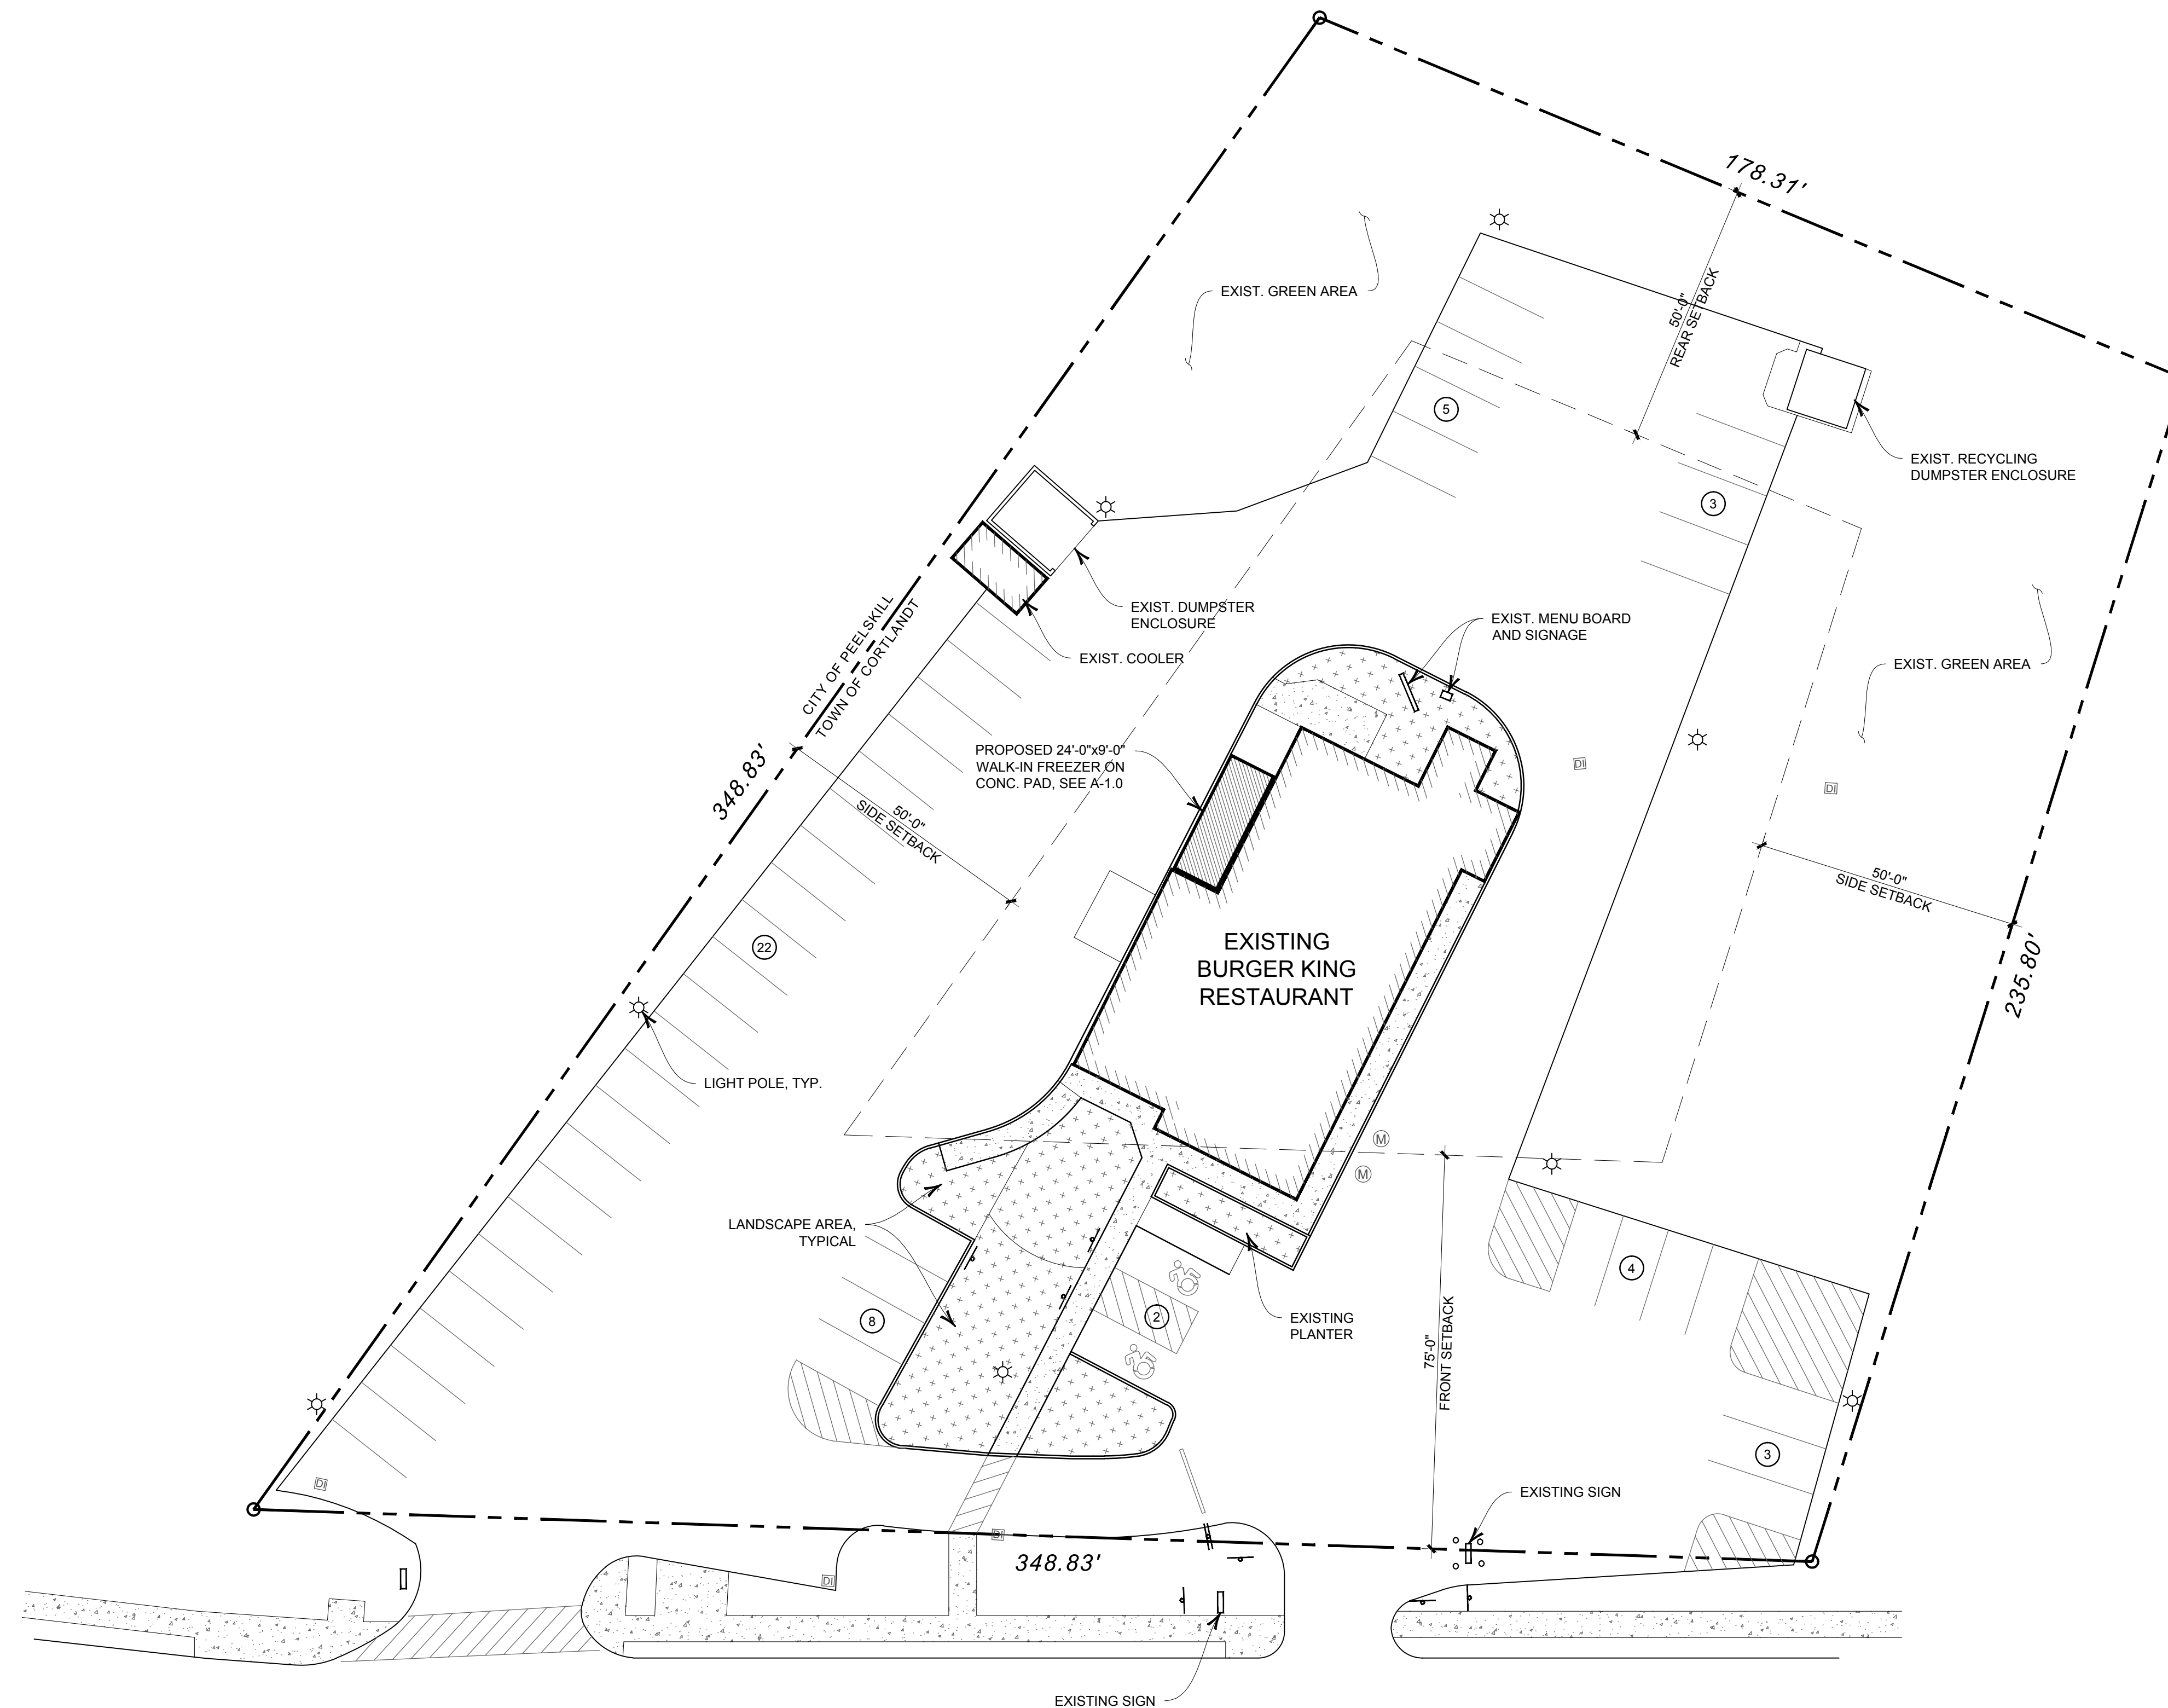 178.31'
50'-0"
REAR SETBACK
EXIST. GREEN AREA
5
3
EXIST. RECYCLING
DUMPSTER ENCLOSURE
CITY OF PEELSKILL
TOWN OF CORTLANDT
EXIST. DUMPSTER
ENCLOSURE
EXIST. COOLER
EXIST. MENU BOARD
AND SIGNAGE
EXIST. GREEN AREA
348.83'
PROPOSED 24'-0"x9'-0"
WALK-IN FREEZER ON
CONC. PAD, SEE A-1.0
DI
DI
50'-0"
SIDE SETBACK
50'-0"
SIDE SETBACK
22
EXISTING
BURGER KING
RESTAURANT
235.80'
LIGHT POLE, TYP.
M
M
LANDSCAPE AREA,
TYPICAL
8
2
EXISTING
PLANTER
4
75'-0"
FRONT SETBACK
3
DI
EXISTING SIGN
DI
348.83'
DI
EXISTING SIGN